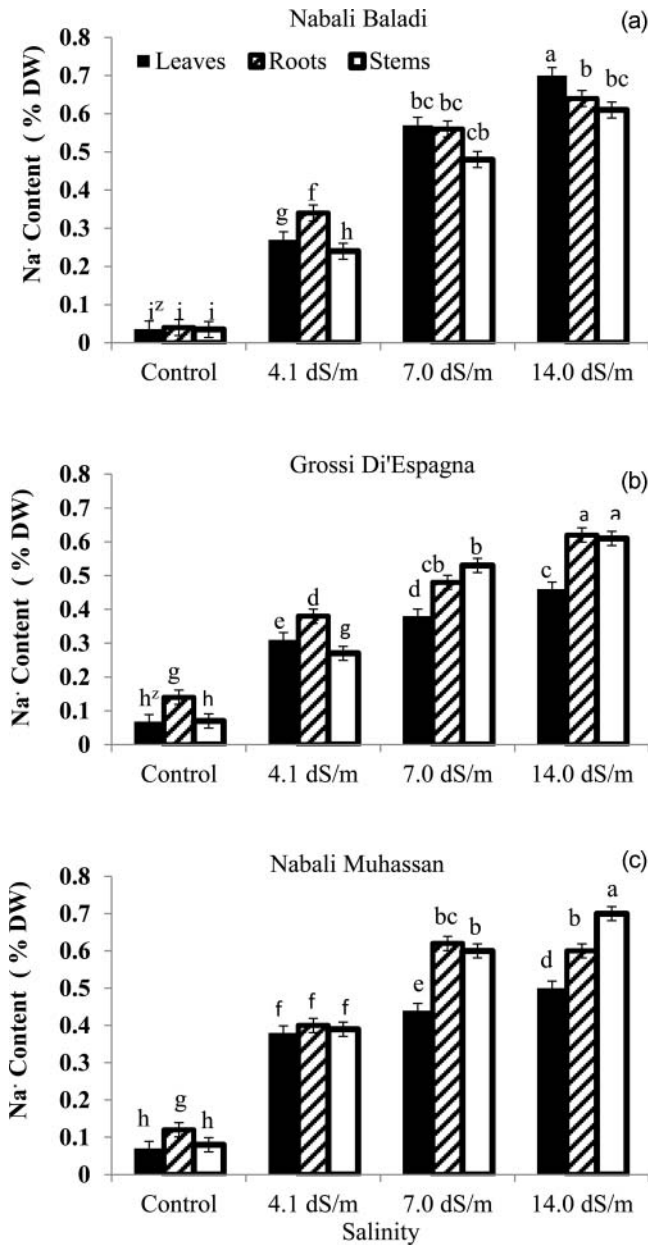 Nabali Baladi
(a)
Na· Content ( % DW)
0.8
0.7
0.6
0.5
0.4
0.3
0.2
0.1
0
Leaves Roots Stems
a
b
bc
bc bc
cb
f
g
h
Control 4.1 dS/m 7.0 dS/m 14.0 dS/m
Grossi Di'Espagna
(b)
Na· Content ( % DW)
0.8
0.7
0.6
0.5
0.4
0.3
0.2
0.1
0
hᶻ g h
e d g
d cb b
c a a
Control 4.1 dS/m 7.0 dS/m 14.0 dS/m
Nabali Muhassan
(c)
Na· Content ( % DW)
0.8
0.7
0.6
0.5
0.4
0.3
0.2
0.1
0
h g h
f f f
e bc b
d b a
Control 4.1 dS/m 7.0 dS/m 14.0 dS/m
Salinity